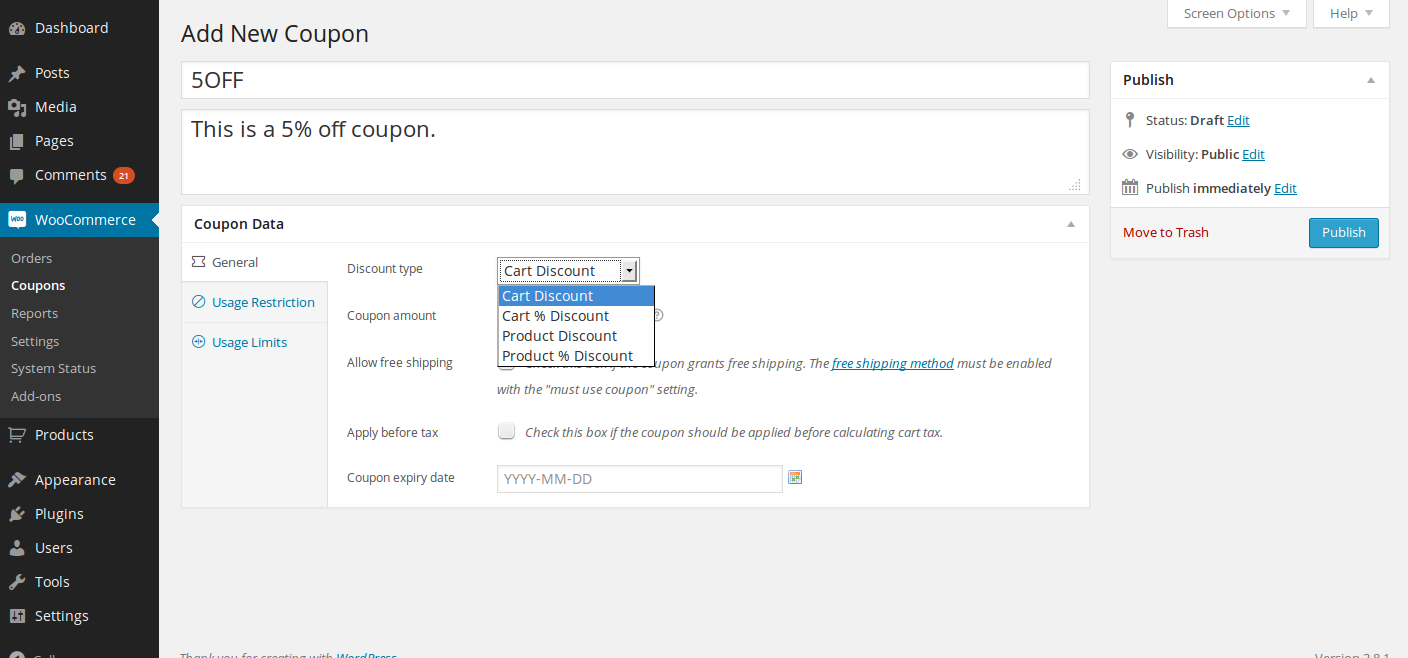 Dashboard
Posts
Media
Pages
Comments 21
WooCommerce
Orders
Coupons
Reports
Settings
System Status
Add-ons
Products
Appearance
Plugins
Users
Tools
Settings
Screen Options
Help
Add New Coupon
5OFF
This is a 5% off coupon.
Coupon Data
General
Usage Restriction
Usage Limits
Discount type
Cart Discount
Cart Discount
Cart % Discount
Product Discount
Product % Discount
Coupon amount
Allow free shipping
coupon grants free shipping. The free shipping method must be enabled
with the "must use coupon" setting.
Apply before tax
Check this box if the coupon should be applied before calculating cart tax.
Coupon expiry date
YYYY-MM-DD
Publish
Status: Draft Edit
Visibility: Public Edit
Publish immediately Edit
Move to Trash
Publish
Thank you for creating with WordPress
Version 3.8.1